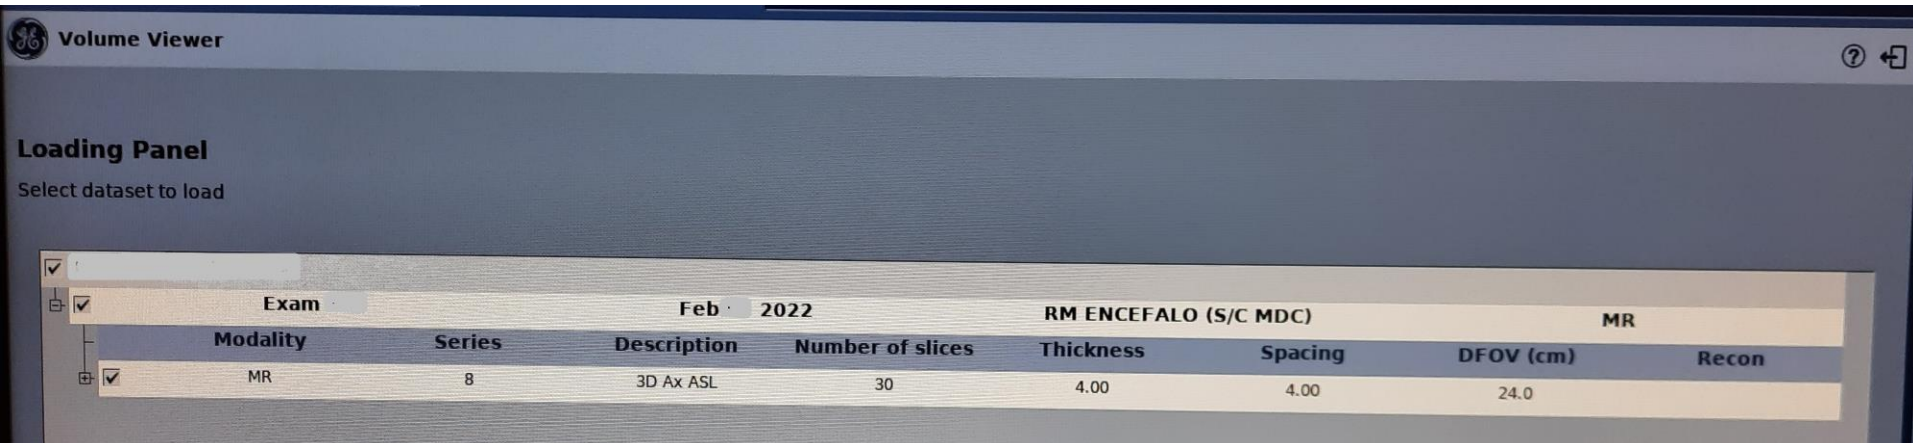 Volume Viewer
Loading Panel
Select dataset to load
Exam Feb 2022 RM ENCEFALO (S/C MDC) MR
Modality Series Description Number of slices Thickness Spacing DFOV (cm) Recon
MR 8 3D Ax ASL 30 4.00 4.00 24.0